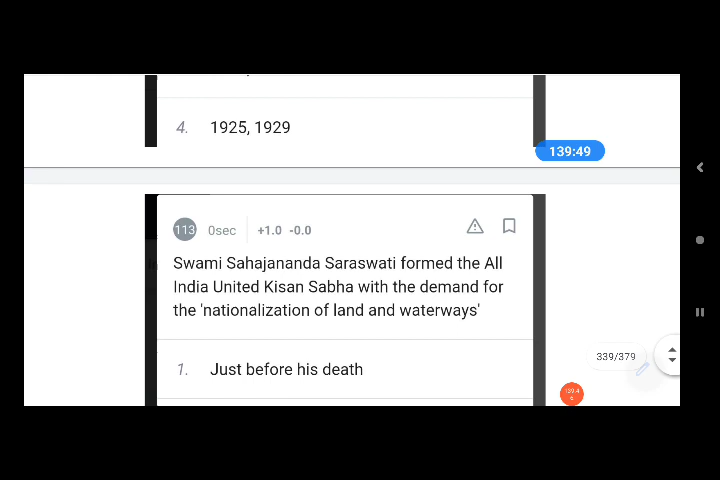 4. 1925, 1929
139:49
113 0sec +1.0 -0.0
Swami Sahajananda Saraswati formed the All
India United Kisan Sabha with the demand for
the 'nationalization of land and waterways'
339/379
1. Just before his death